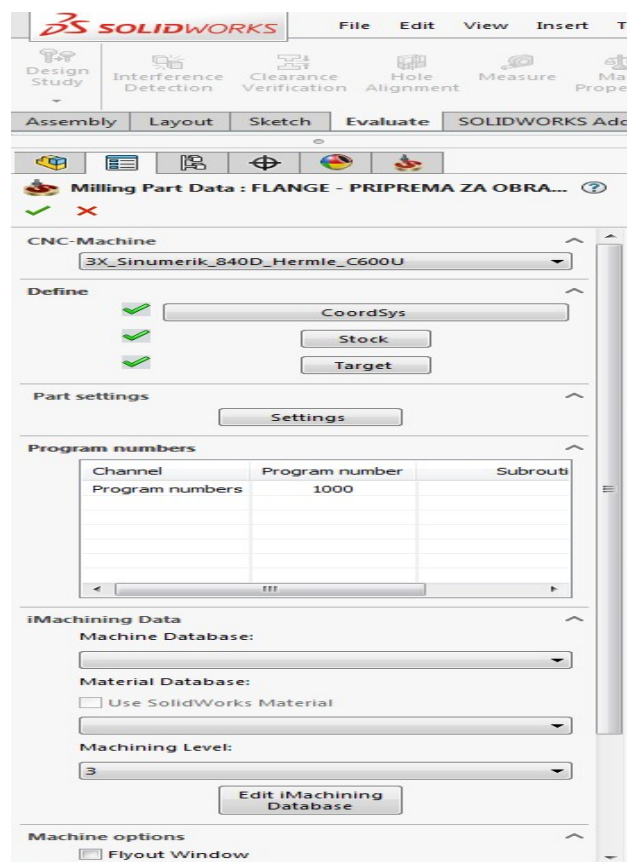 SOLIDWORKS File Edit View Insert T
Design Study Interference Detection Clearance Verification Hole Alignment Measure Ma Prope
Assembly Layout Sketch Evaluate SOLIDWORKS Adc
Milling Part Data : FLANGE - PRIPREMA ZA OBRA...
CNC-Machine
3X_Sinumerik_840D_Hermle_C600U
Define
CoordSys
Stock
Target
Part settings
Settings
Program numbers
Channel Program number Subrouti
Program numbers 1000
iMachining Data
Machine Database:
Material Database:
Use SolidWorks Material
Machining Level:
3
Edit iMachining
Database
Machine options
Flyout Window